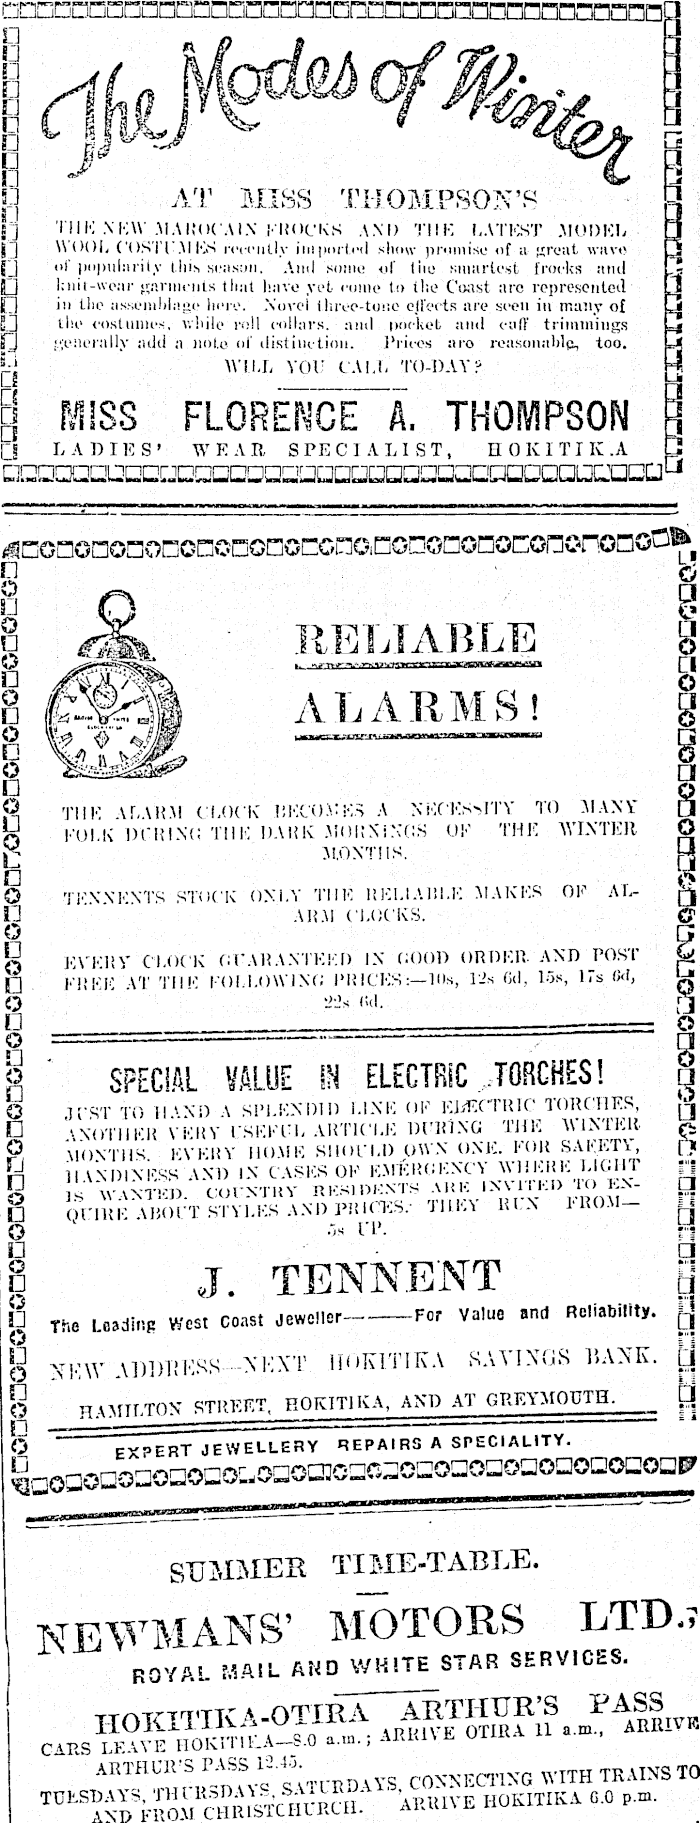 The Modes of Winter
AT MISS THOMPSON'S
THE NEW MAROCAIN FROCKS AND THE LATEST MODEL
WOOL COSTUMES recently imported show promise of a great wave
of popularity this season. And some of the smartest frocks and
knit-wear garments that have yet come to the Coast are represented
in the assemblage here. Novel three-tone effects are seen in many of
the costumes, while roll collars, and pocket and cuff trimmings
generally add a note of distinction. Prices are reasonable, too.
WILL YOU CALL TO-DAY?
MISS FLORENCE A. THOMPSON
LADIES' WEAR SPECIALIST, HOKITIKA
RELIABLE
ALARMS!
THE ALARM CLOCK BECOMES A NECESSITY TO MANY
FOLK DURING THE DARK MORNINGS OF THE WINTER
MONTHS.
TENNENTS STOCK ONLY THE RELIABLE MAKES OF AL-
ARM CLOCKS.
EVERY CLOCK GUARANTEED IN GOOD ORDER AND POST
FREE AT THE FOLLOWING PRICES:—10s, 12s 6d, 15s, 17s 6d,
22s 6d.
SPECIAL VALUE IN ELECTRIC TORCHES!
JUST TO HAND A SPLENDID LINE OF ELECTRIC TORCHES,
ANOTHER VERY USEFUL ARTICLE DURING THE WINTER
MONTHS. EVERY HOME SHOULD OWN ONE. FOR SAFETY,
HANDINESS AND IN CASES OF EMERGENCY WHERE LIGHT
IS WANTED. COUNTRY RESIDENTS ARE INVITED TO EN-
QUIRE ABOUT STYLES AND PRICES. THEY RUN FROM—
5s UP.
J. TENNENT
The Leading West Coast Jeweller———For Value and Reliability.
NEW ADDRESS—NEXT HOKITIKA SAVINGS BANK.
HAMILTON STREET, HOKITIKA, AND AT GREYMOUTH.
EXPERT JEWELLERY REPAIRS A SPECIALITY.
SUMMER TIME-TABLE.
NEWMANS' MOTORS LTD.,
ROYAL MAIL AND WHITE STAR SERVICES.
HOKITIKA-OTIRA ARTHUR'S PASS
CARS LEAVE HOKITIKA—8.0 a.m.; ARRIVE OTIRA 11 a.m., ARRIVE
ARTHUR'S PASS 12.45.
TUESDAYS, THURSDAYS, SATURDAYS, CONNECTING WITH TRAINS TO
AND FROM CHRISTCHURCH. ARRIVE HOKITIKA 6.0 p.m.